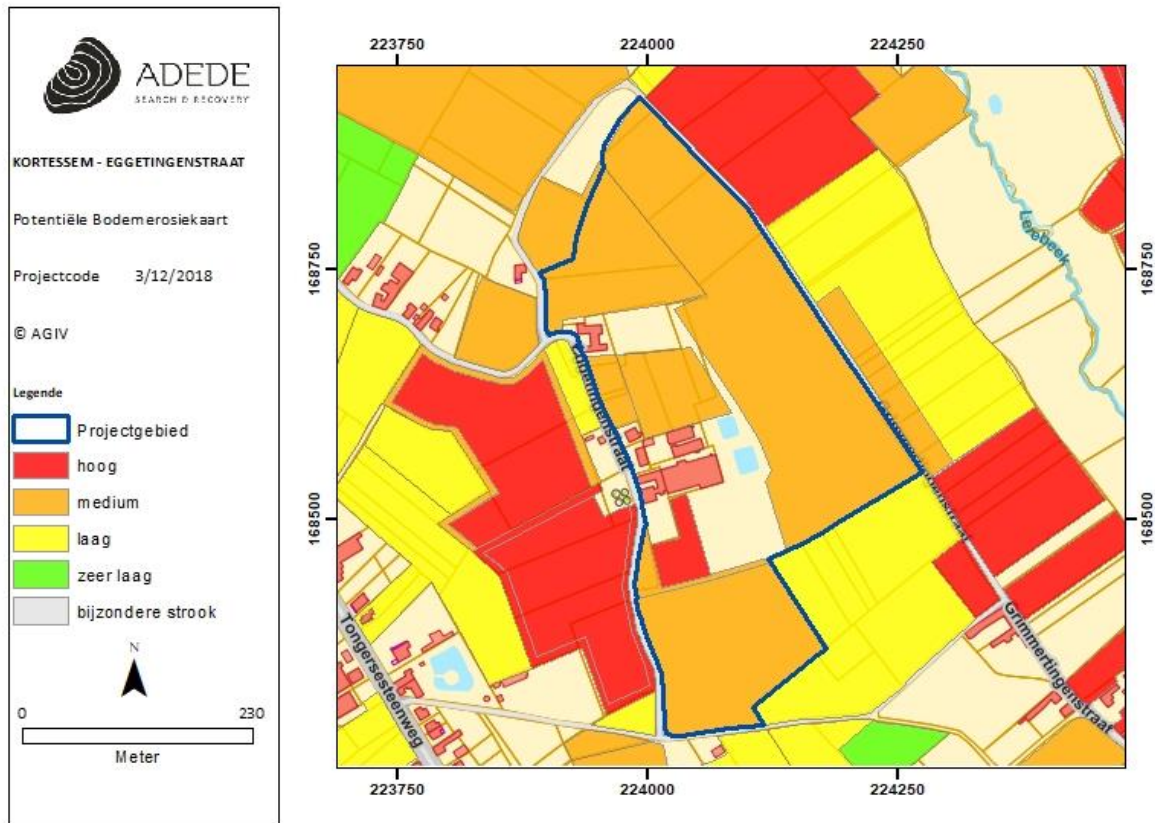 ADEDE
SEARCH & RECOVERY
KORTESSEM - EGGETINGENSTRAAT
Potentiële Bodemerosiekaart
Projectcode 3/12/2018
© AGIV
Legende
Projectgebied
hoog
medium
laag
zeer laag
bijzondere strook
N
0 230
Meter
223750 224000 224250
168750 168750
Lerebeek
168500 168500
Tongersesteenweg
Grimmertingenstraat
223750 224000 224250